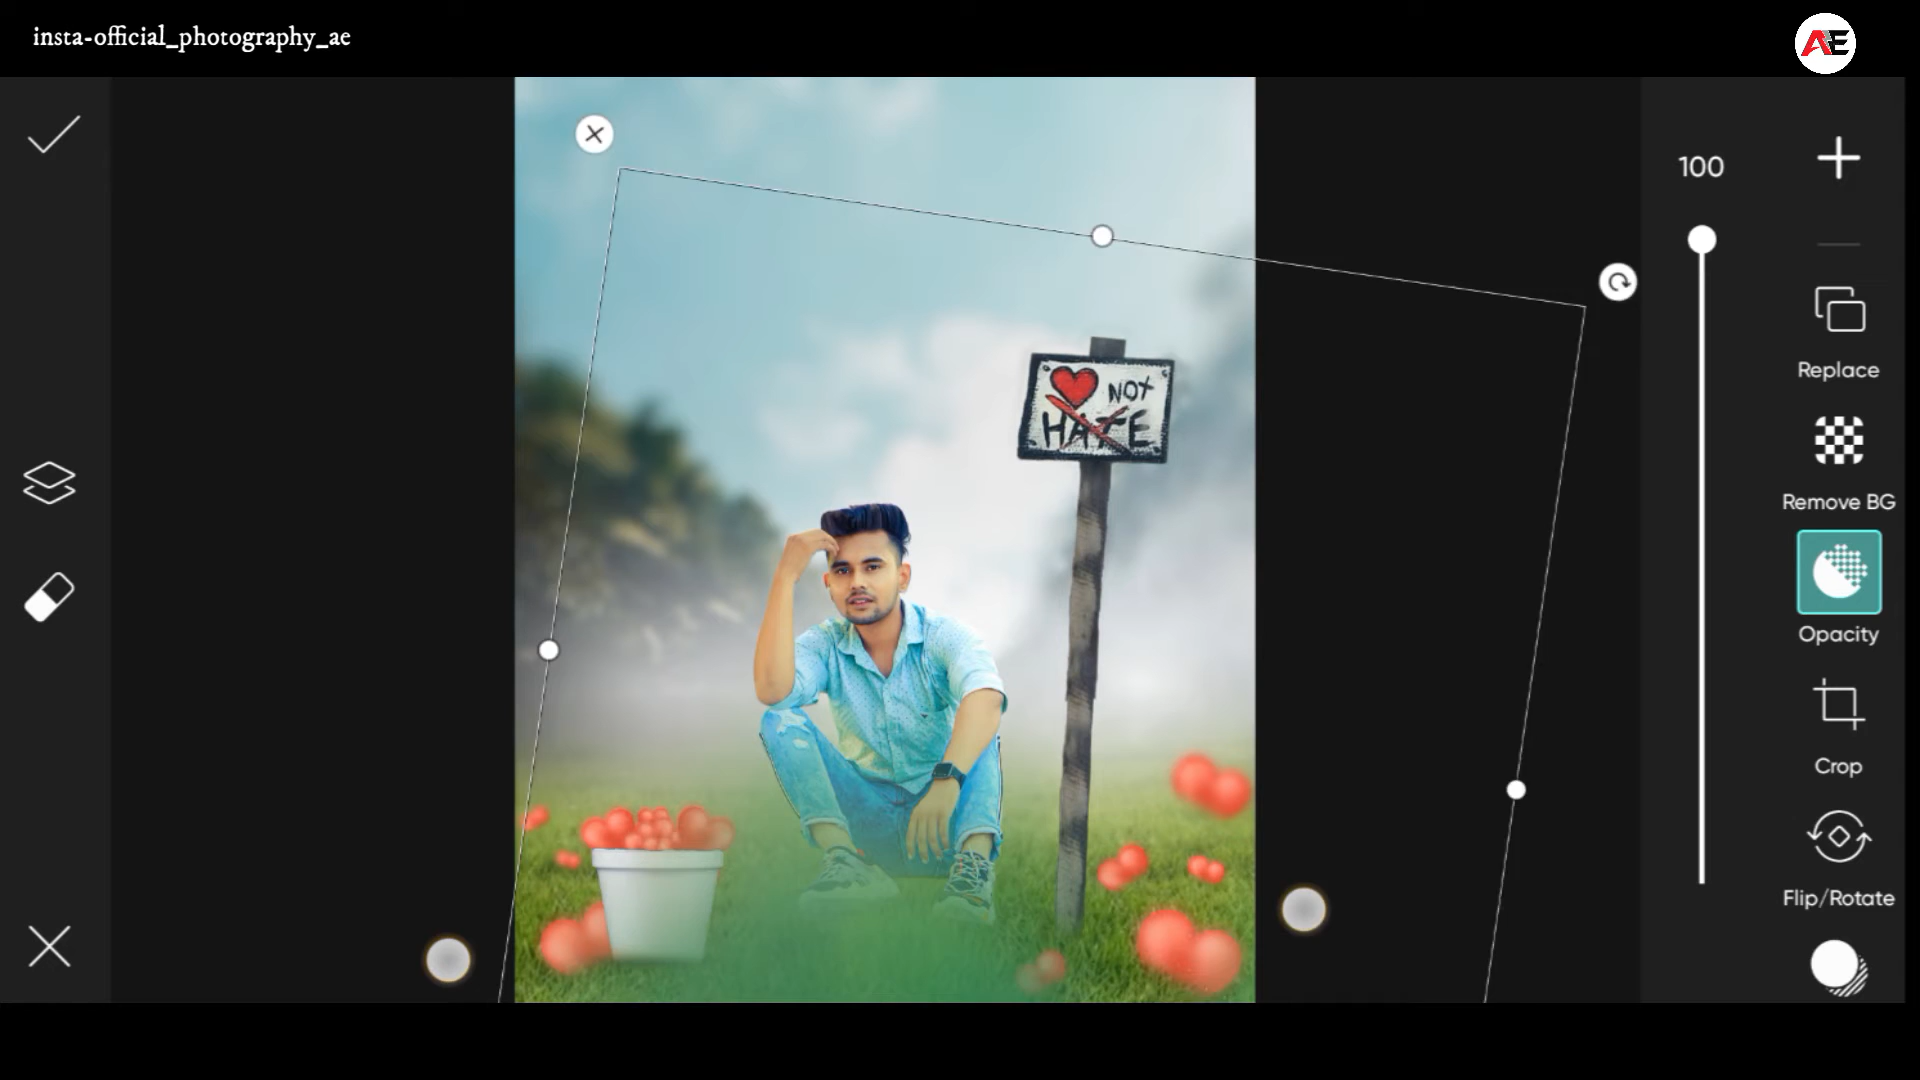 insta-official_photography_ae
AE
100
NOT
HATE
Replace
Remove BG
Opacity
Crop
Flip/Rotate